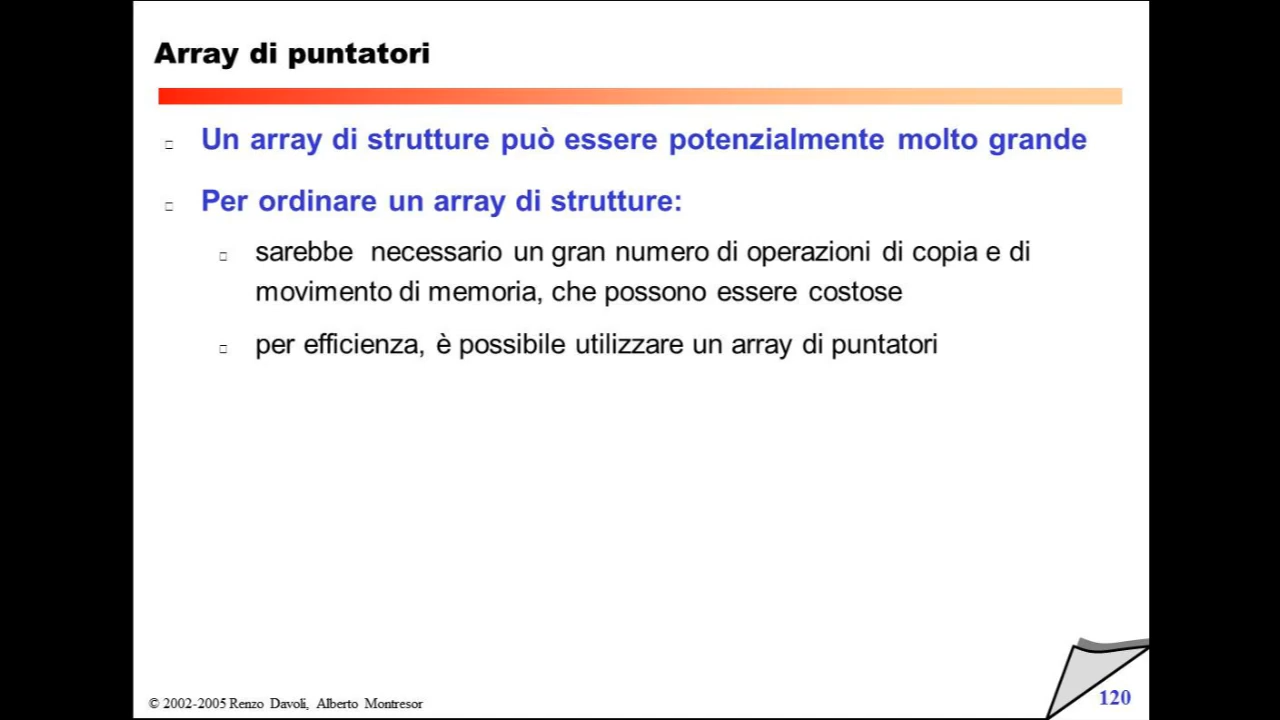 Array di puntatori
Un array di strutture può essere potenzialmente molto grande
Per ordinare un array di strutture:
sarebbe necessario un gran numero di operazioni di copia e di
movimento di memoria, che possono essere costose
per efficienza, è possibile utilizzare un array di puntatori
© 2002-2005 Renzo Davoli, Alberto Montresor
120